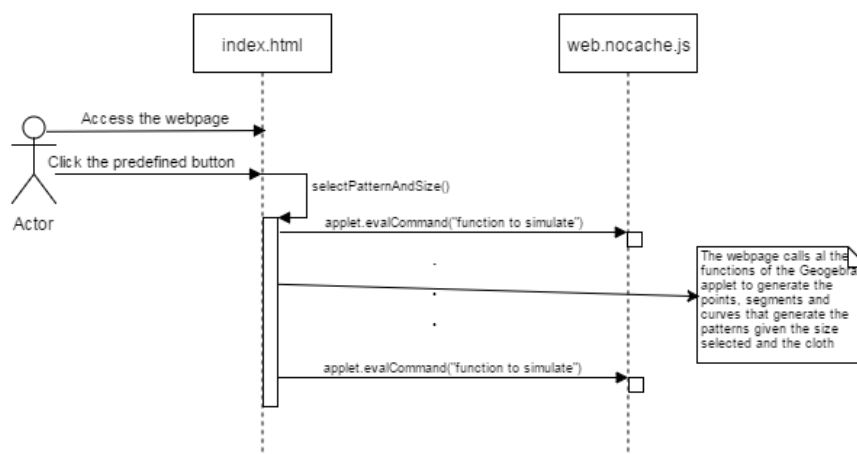 index.html
web.nocache.js
Access the webpage
Click the predefined button
selectPatternAndSize()
Actor
applet.evalCommand("function to simulate")
The webpage calls al the
functions of the Geogebra
applet to generate the
points, segments and
curves that generate the
patterns given the size
selected and the cloth
applet.evalCommand("function to simulate")